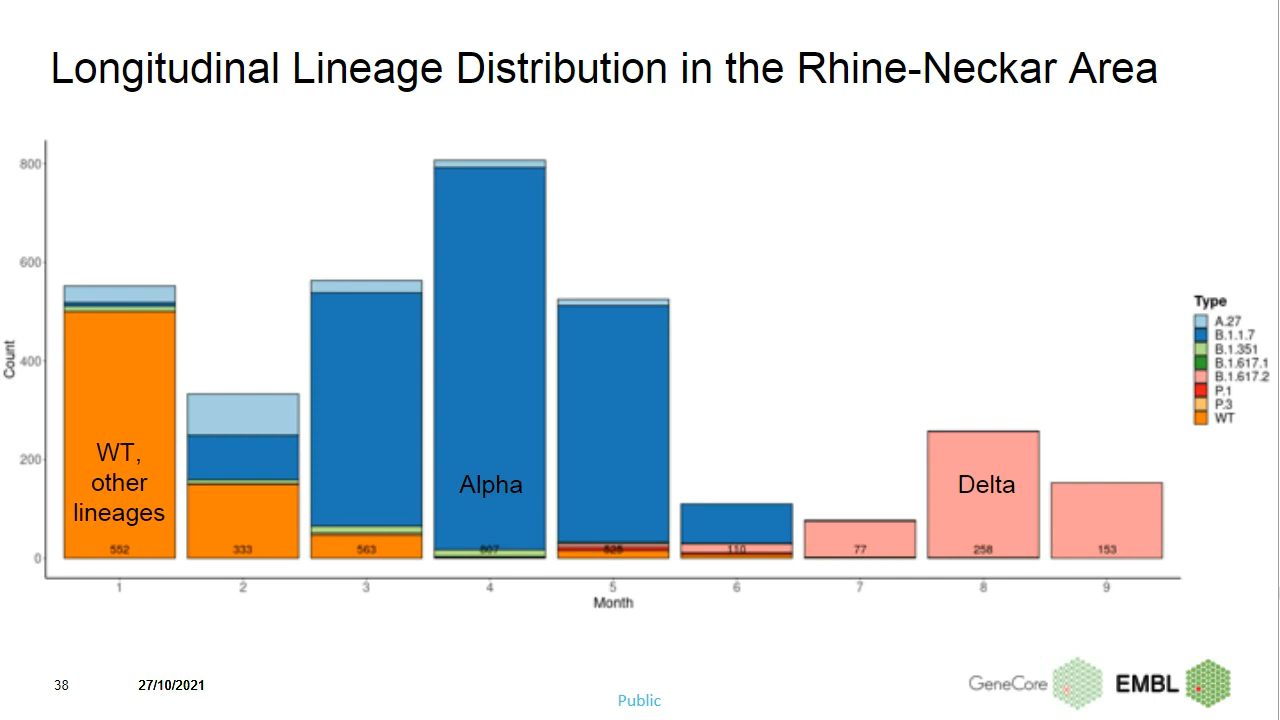 Longitudinal Lineage Distribution in the Rhine-Neckar Area
800
600
400
200
0
Count
WT,
other
lineages
Alpha
Delta
552
333
563
807
525
110
77
258
153
1
2
3
4
5
6
7
8
9
Month
Type
A.27
B.1.1.7
B.1.351
B.1.617.1
B.1.617.2
P.1
P.3
WT
38
27/10/2021
Public
GeneCore
EMBL